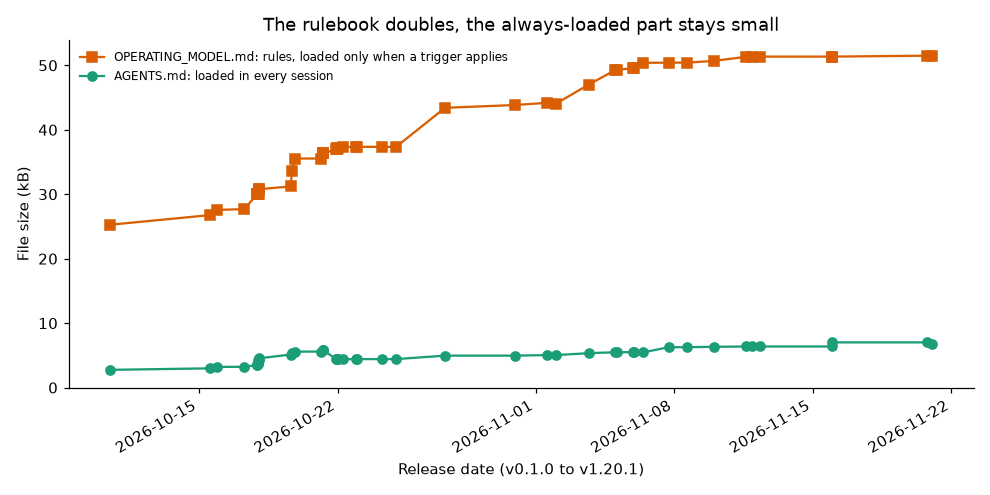 The rulebook doubles, the always-loaded part stays small
OPERATING_MODEL.md: rules, loaded only when a trigger applies
AGENTS.md: loaded in every session
File size (kB)
50
40
30
20
10
0
2026-10-15
2026-10-22
2026-11-01
2026-11-08
2026-11-15
2026-11-22
Release date (v0.1.0 to v1.20.1)